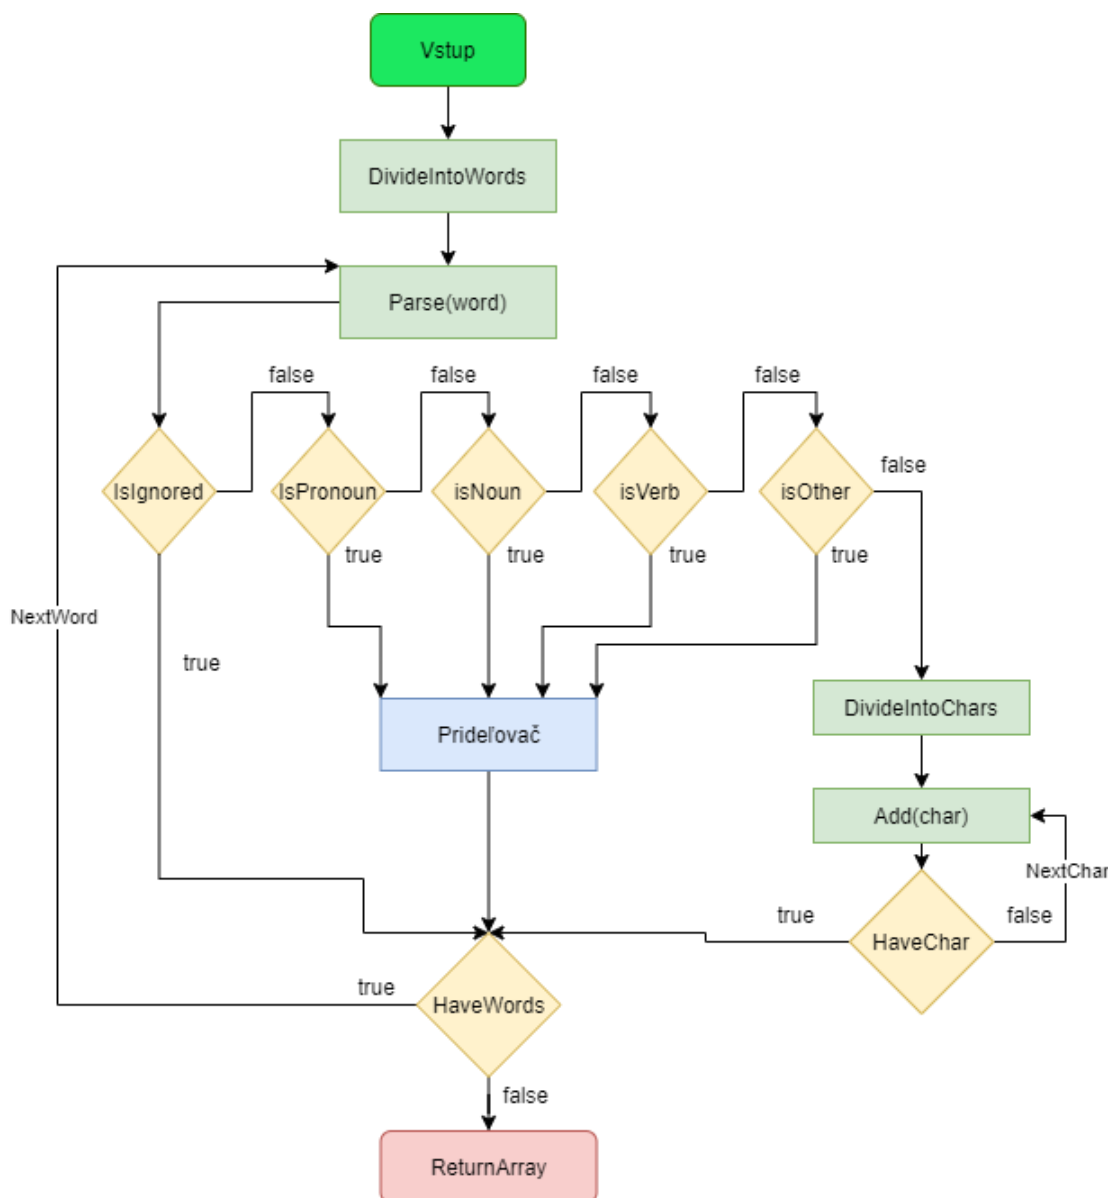 Vstup
DivideIntoWords
Parse(word)
false
false
false
false
IsIgnored
IsPronoun
isNoun
isVerb
isOther
false
true
true
true
true
NextWord
true
DivideIntoChars
Prideľovač
Add(char)
NextChar
true
false
HaveChar
true
HaveWords
false
ReturnArray